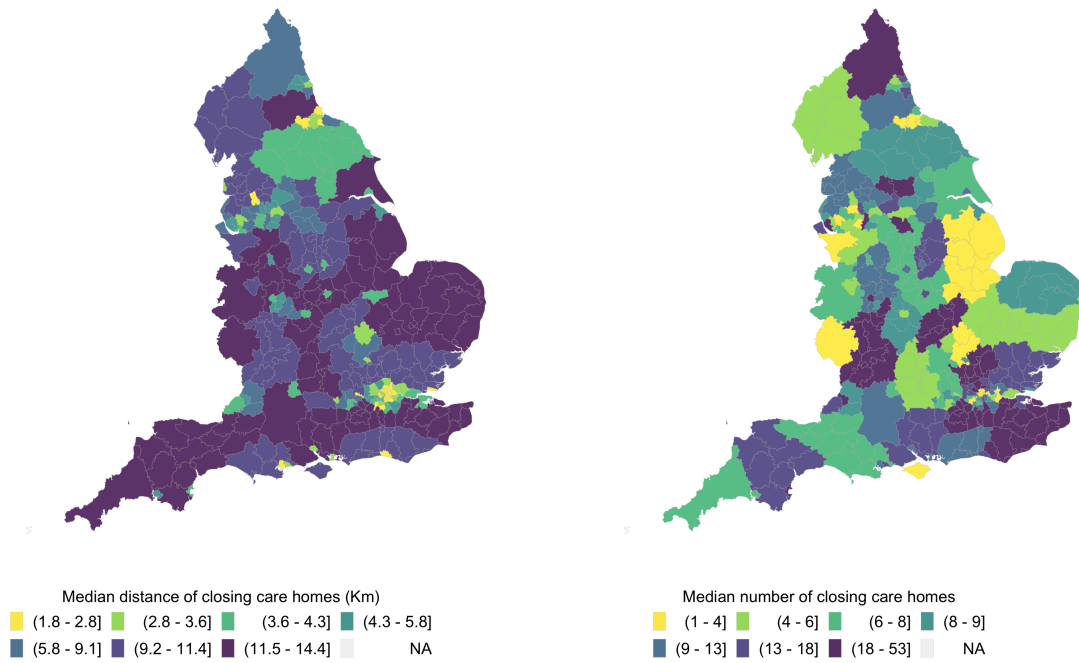 Median distance of closing care homes (Km)
(1.8 - 2.8] (2.8 - 3.6] (3.6 - 4.3] (4.3 - 5.8]
(5.8 - 9.1] (9.2 - 11.4] (11.5 - 14.4] NA
Median number of closing care homes
(1 - 4] (4 - 6] (6 - 8] (8 - 9]
(9 - 13] (13 - 18] (18 - 53] NA